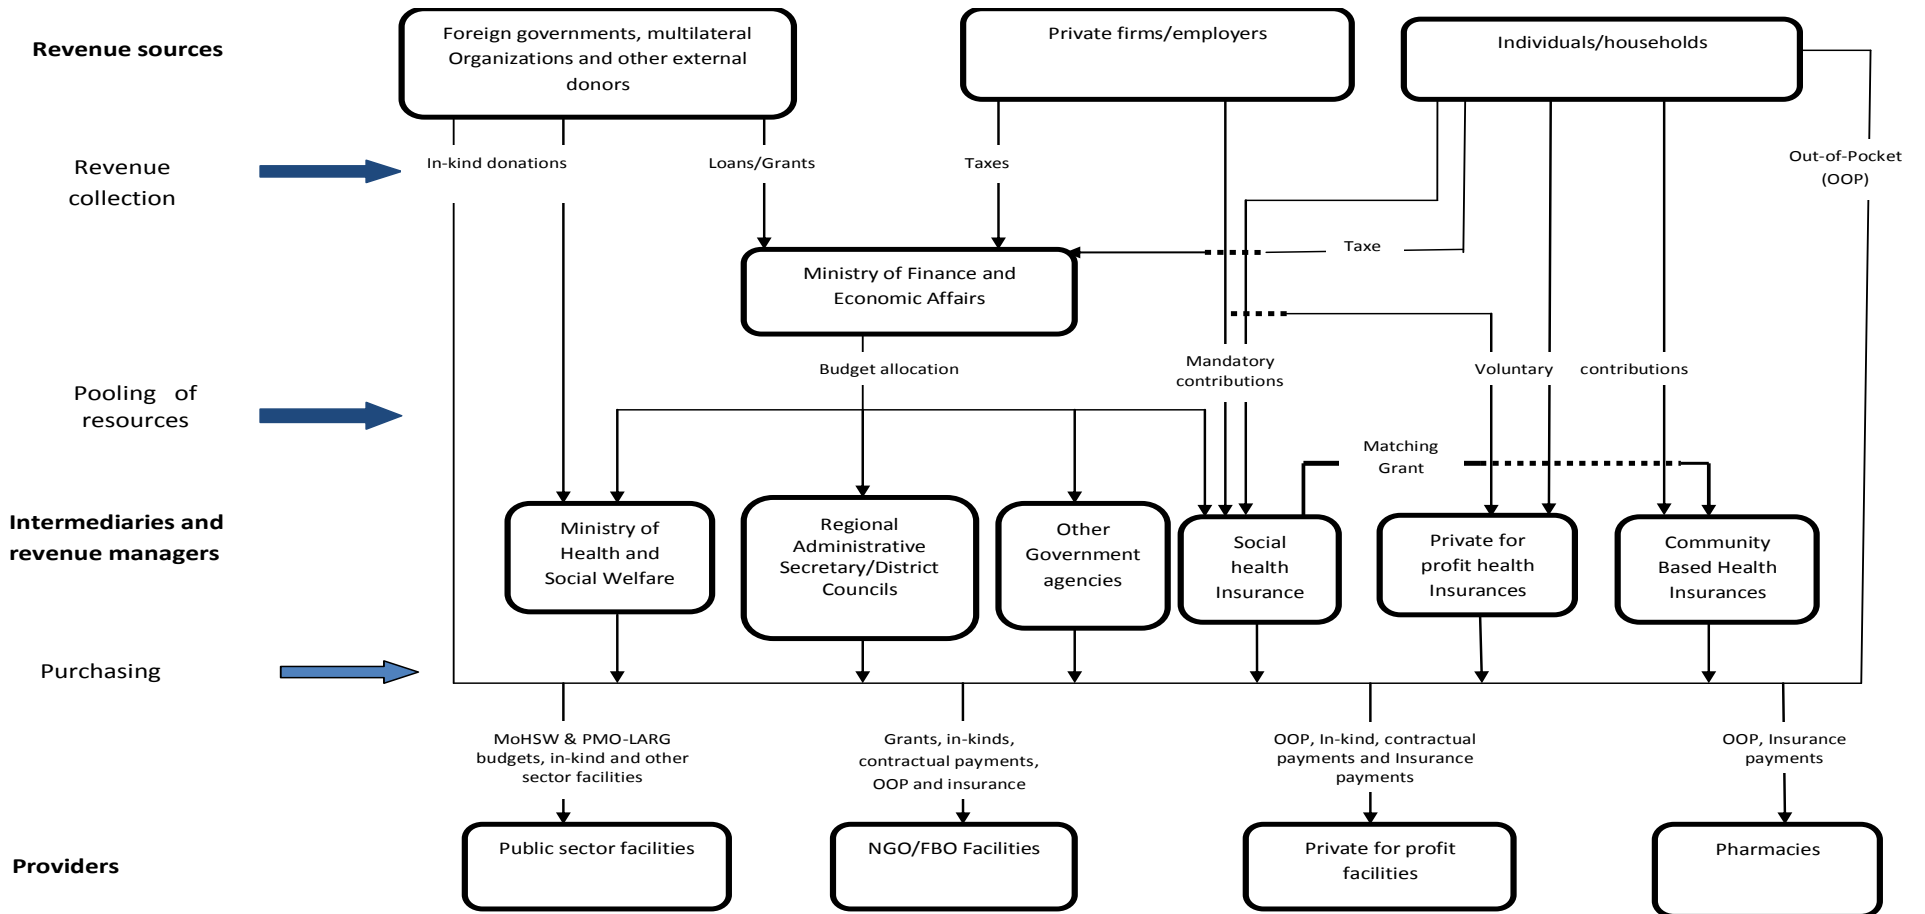 Revenue sources
Foreign governments, multilateral
Organizations and other external
donors
Private firms/employers
Individuals/households
Revenue
collection
In-kind donations
Loans/Grants
Taxes
Out-of-Pocket
(OOP)
Taxe
Ministry of Finance and
Economic Affairs
Pooling of
resources
Budget allocation
Mandatory
contributions
Voluntary contributions
Matching
Grant
Intermediaries and
revenue managers
Ministry of
Health and
Social Welfare
Regional
Administrative
Secretary/District
Councils
Other
Government
agencies
Social
health
Insurance
Private for
profit health
Insurances
Community
Based Health
Insurances
Purchasing
MoHSW & PMO-LARG
budgets, in-kind and other
sector facilities
Grants, in-kinds,
contractual payments,
OOP and insurance
OOP, In-kind, contractual
payments and Insurance
payments
OOP, Insurance
payments
Providers
Public sector facilities
NGO/FBO Facilities
Private for profit
facilities
Pharmacies